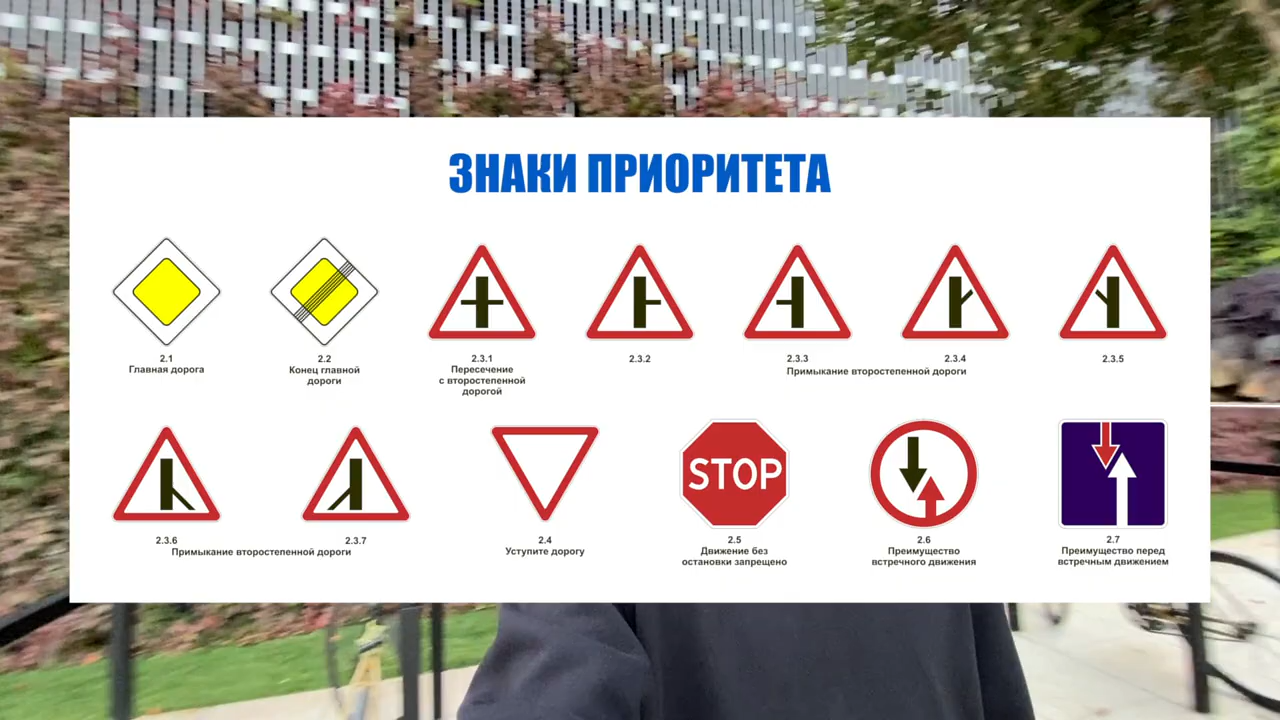 ЗНАКИ ПРИОРИТЕТА
2.1
Главная дорога
2.2
Конец главной
дороги
2.3.1
Пересечение
с второстепенной
дорогой
2.3.2
2.3.3
2.3.4
Примыкание второстепенной дороги
2.3.5
2.3.6
2.3.7
Примыкание второстепенной дороги
2.4
Уступите дорогу
STOP
2.5
Движение без
остановки запрещено
2.6
Преимущество
встречного движения
2.7
Преимущество перед
встречным движением